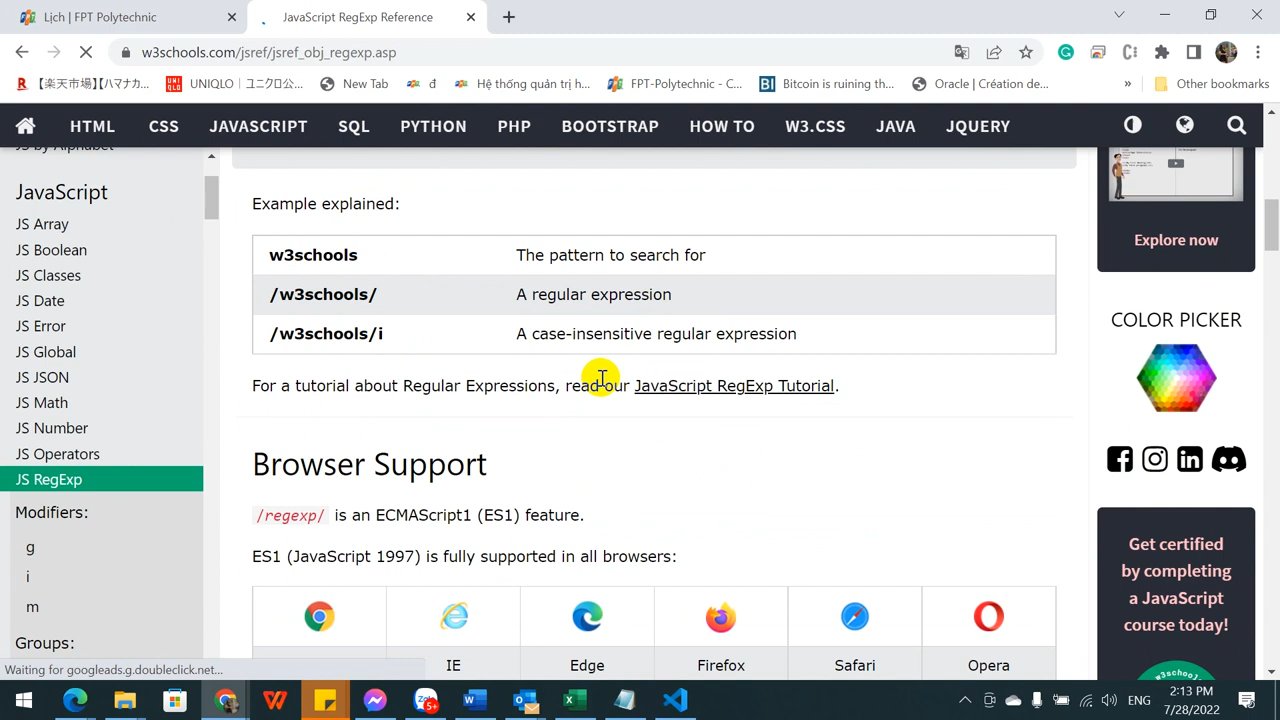 Lịch | FPT Polytechnic
JavaScript RegExp Reference
w3schools.com/jsref/jsref_obj_regexp.asp
【楽天市場】【ハマナカ...
UNIQLO | ユニクロ公...
New Tab
đ
Hệ thống quản trị h...
FPT-Polytechnic - C...
BI
Bitcoin is ruining th...
Oracle | Création de...
»
Other bookmarks
HTML
CSS
JAVASCRIPT
SQL
PYTHON
PHP
BOOTSTRAP
HOW TO
W3.CSS
JAVA
JQUERY
JS by Alphabet
JavaScript
JS Array
JS Boolean
JS Classes
JS Date
JS Error
JS Global
JS JSON
JS Math
JS Number
JS Operators
JS RegExp
Modifiers:
g
i
m
Groups:
Example explained:
w3schools The pattern to search for
/w3schools/ A regular expression
/w3schools/i A case-insensitive regular expression
For a tutorial about Regular Expressions, read our JavaScript RegExp Tutorial.
Browser Support
/regexp/ is an ECMAScript1 (ES1) feature.
ES1 (JavaScript 1997) is fully supported in all browsers:
IE
Edge
Firefox
Safari
Opera
Explore now
COLOR PICKER
Get certified
by completing
a JavaScript
course today!
Waiting for googleads.g.doubleclick.net...
5+
ENG
2:13 PM
7/28/2022